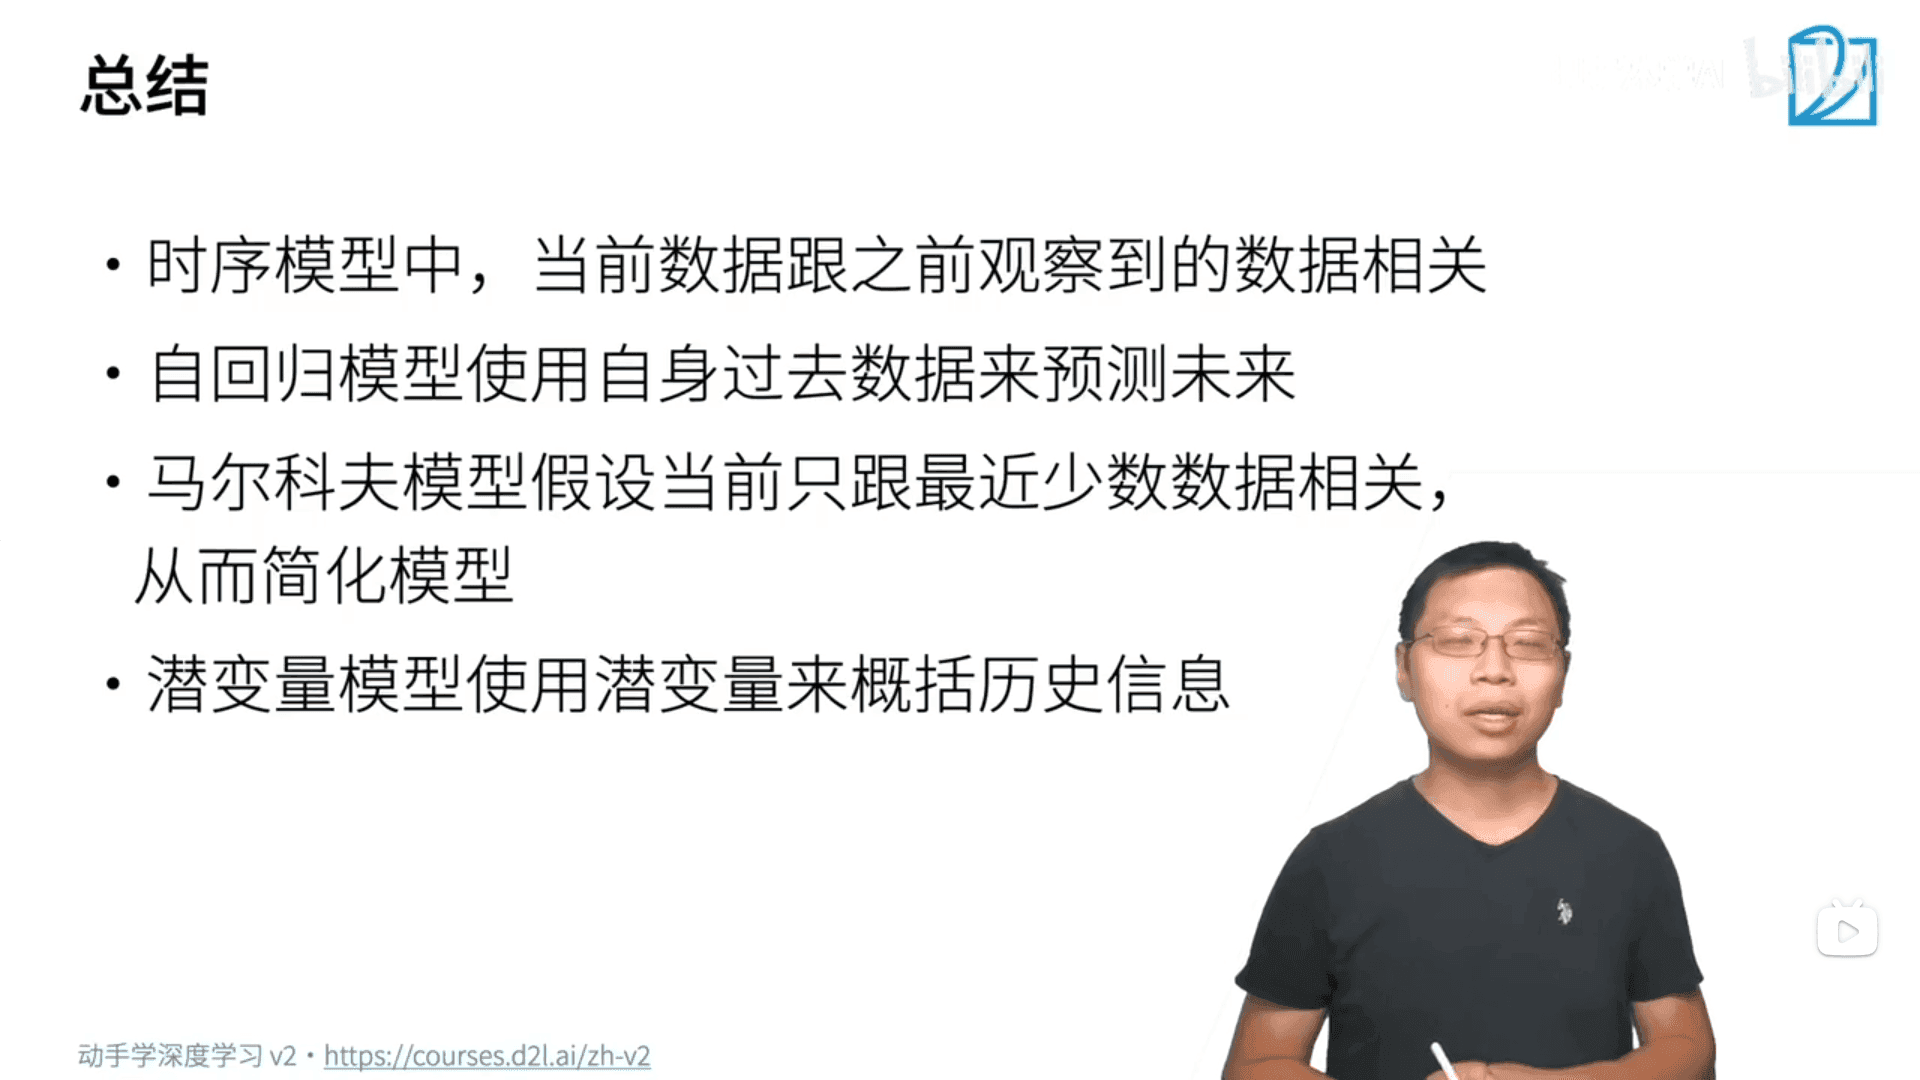 总结
• 时序模型中，当前数据跟之前观察到的数据相关
• 自回归模型使用自身过去数据来预测未来
• 马尔科夫模型假设当前只跟最近少数数据相关，
从而简化模型
• 潜变量模型使用潜变量来概括历史信息
动手学深度学习 v2 • https://courses.d2l.ai/zh-v2